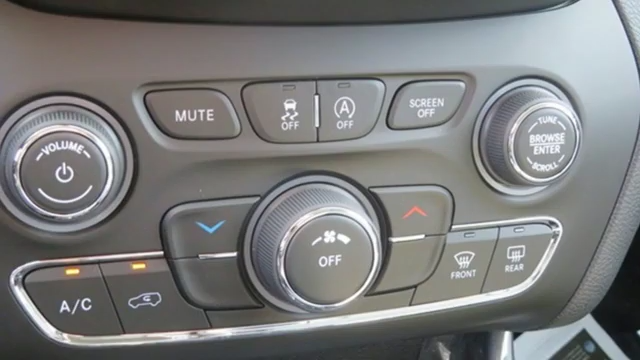 MUTE
OFF
A
OFF
SCREEN
OFF
VOLUME
TUNE
BROWSE
ENTER
SCROLL
OFF
A/C
FRONT
REAR